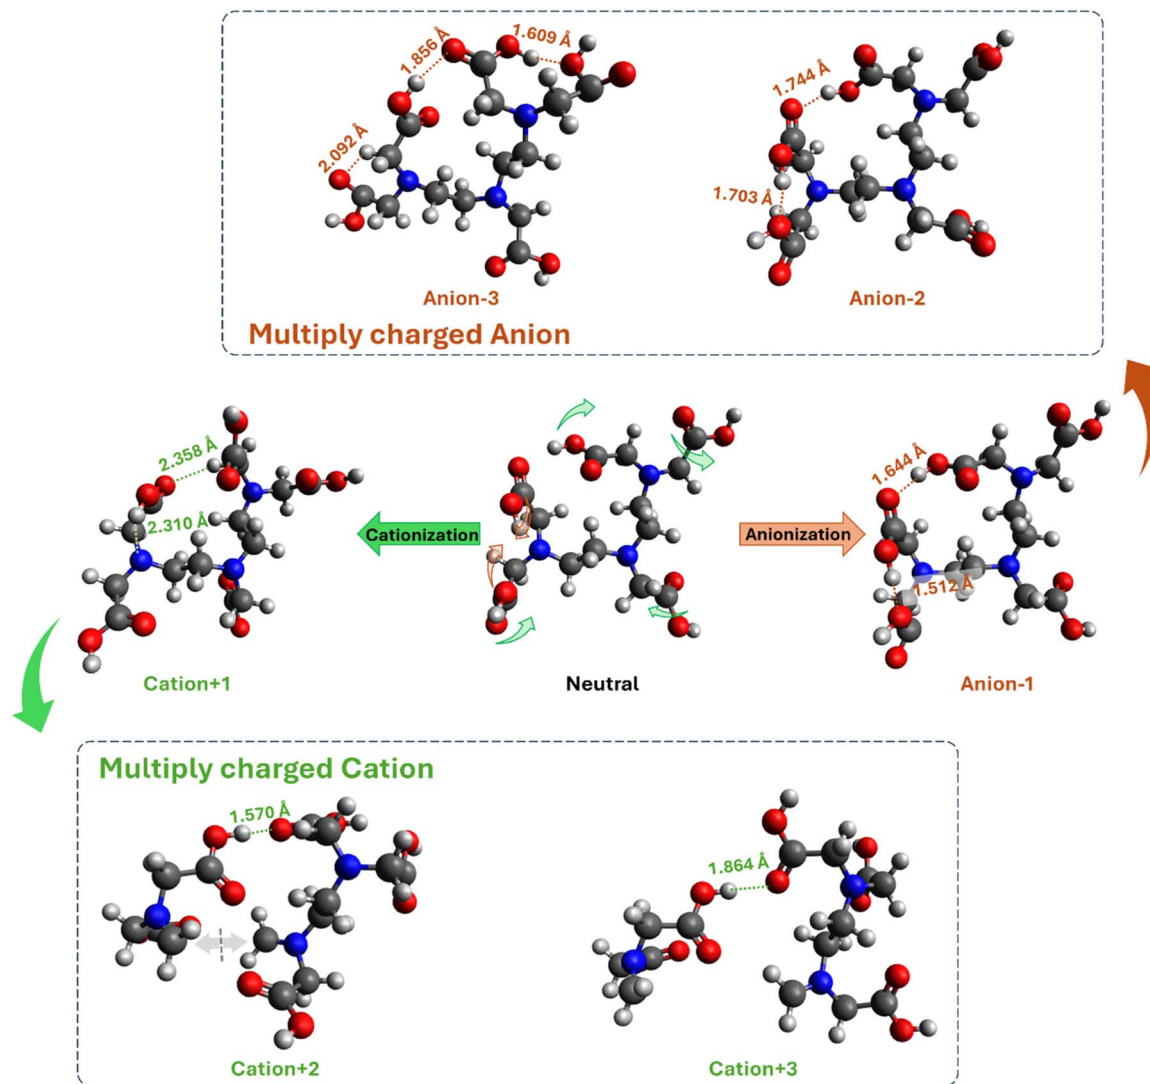 1.856 Å
1.609 Å
2.092 Å
1.744 Å
1.703 Å
Anion-3
Anion-2
Multiply charged Anion
2.358 Å
2.310 Å
1.644 Å
1.512 Å
Cationization
Anionization
Cation+1
Neutral
Anion-1
Multiply charged Cation
1.570 Å
1.864 Å
Cation+2
Cation+3